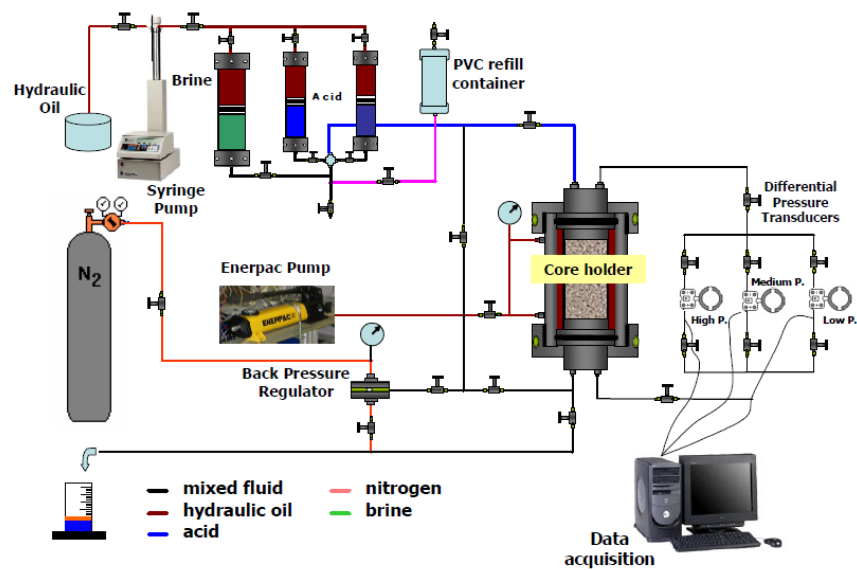 Hydraulic
Oil
Syringe
Pump
Brine
Acid
PVC refill
container
N2
Enerpac Pump
ENERPAC
Back Pressure
Regulator
Core holder
Differential
Pressure
Transducers
High P.
Medium P.
Low P.
mixed fluid
hydraulic oil
acid
nitrogen
brine
Data
acquisition